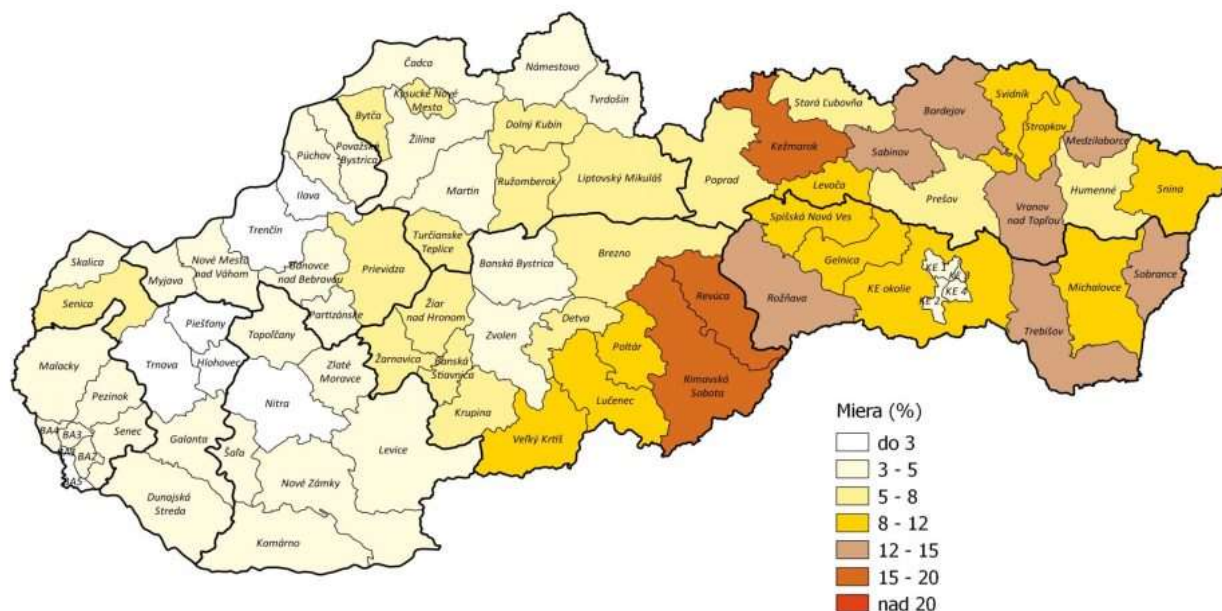 Čadca
Námestovo
Tvrdošín
Kysucké Nové
Mesto
Bytča
Žilina
Dolný Kubín
Púchov
Považská
Bystrica
Martin
Ružomberok
Liptovský Mikuláš
Ilava
Trenčín
Poprad
Kežmarok
Stará Ľubovňa
Bardejov
Svidník
Stropkov
Medzilaborce
Sabinov
Levoča
Prešov
Vranov
nad Topľou
Humenné
Snina
Skalica
Senica
Myjava
Nové Mesto
nad Váhom
Bánovce
nad Bebravou
Prievidza
Turčianske
Teplice
Banská Bystrica
Brezno
Spišská Nová Ves
Gelnica
Rožňava
KE okolie
KE 1
KE 2
KE 4
Michalovce
Sobrance
Trebišov
Piešťany
Partizánske
Topoľčany
Žiar
nad Hronom
Zvolen
Detva
Revúca
Poltár
Trnava
Hlohovec
Zlaté
Moravce
Žarnovica
Banská
Štiavnica
Malacky
Pezinok
Nitra
Krupina
Lučenec
Rimavská
Sobota
Senec
Galanta
Šaľa
Levice
Veľký Krtíš
BA4
BA3
BA2
BA5
Nové Zámky
Dunajská
Streda
Kamárno
Miera (%)
do 3
3 - 5
5 - 8
8 - 12
12 - 15
15 - 20
nad 20